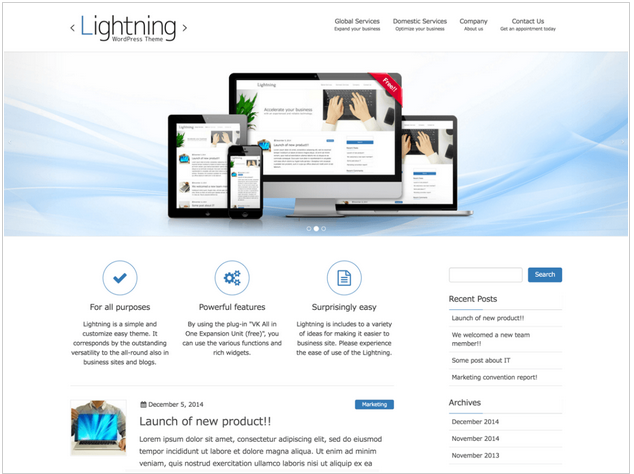 Lightning
WordPress Theme
Global Services
Expand your business
Domestic Services
Optimize your business
Company
About us
Contact Us
Get an appointment today
Free!!
Lightning
Accelerate your business
Launch of new product!!
For all purposes
Lightning is a simple and
customize easy theme. It
corresponds by the outstanding
versatility to the all-round also in
business sites and blogs.
Powerful features
By using the plug-in "VK All in
One Expansion Unit (free)", you
can use the various functions and
rich widgets.
Surprisingly easy
Lightning is includes to a variety
of ideas for making it easier to
business site. Please experience
the ease of use of the Lightning.
Search
Recent Posts
Launch of new product!!
We welcomed a new team
member!!
Some post about IT
Marketing convention report!
Archives
December 2014
November 2014
November 2013
December 5, 2014
Marketing
Launch of new product!!
Lorem ipsum dolor sit amet, consectetur adipiscing elit, sed do eiusmod
tempor incididunt ut labore et dolore magna aliqua. Ut enim ad minim
veniam, quis nostrud exercitation ullamco laboris nisi ut aliquip ex ea